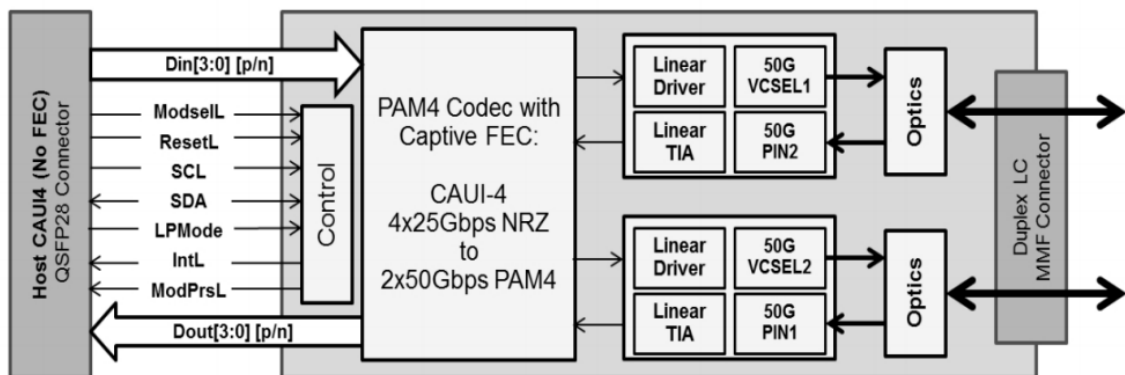 Host CAUI4 (No FEC)
QSFP28 Connector
Din[3:0] [p/n]
ModselL
ResetL
SCL
SDA
LPMode
IntL
ModPrsL
Dout[3:0] [p/n]
Control
PAM4 Codec with
Captive FEC:
CAUI-4
4x25Gbps NRZ
to
2x50Gbps PAM4
Linear
Driver
50G
VCSEL1
Linear
TIA
50G
PIN2
Optics
Linear
Driver
50G
VCSEL2
Linear
TIA
50G
PIN1
Optics
Duplex LC
MMF Connector